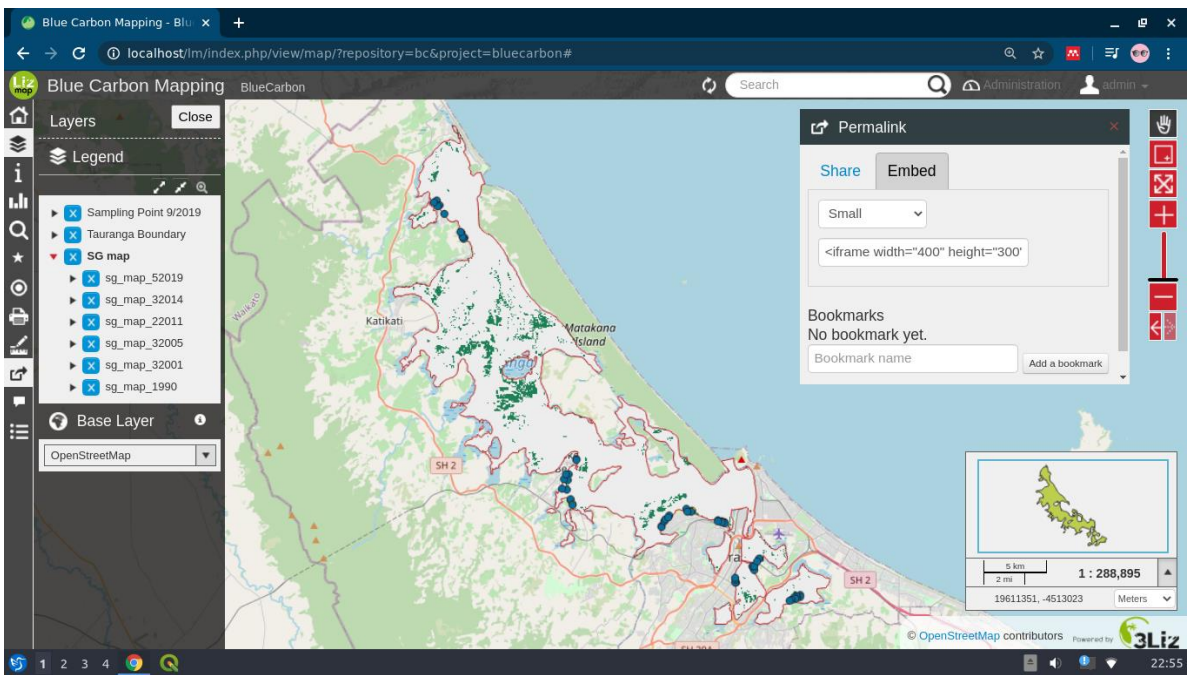 Blue Carbon Mapping - Blu
localhost/lm/index.php/view/map/?repository=bc&project=bluecarbon#
Liz map
Blue Carbon Mapping BlueCarbon
Search
Administration
admin
Layers
Close
Legend
Sampling Point 9/2019
Tauranga Boundary
SG map
sg_map_52019
sg_map_32014
sg_map_22011
sg_map_32005
sg_map_32001
sg_map_1990
Base Layer
OpenStreetMap
Waikato
Katikati
Matakana
Island
SH 2
SH 2
Permalink
Share
Embed
Small
<iframe width="400" height="300"
Bookmarks
No bookmark yet.
Bookmark name
Add a bookmark
5 km
2 mi
1 : 288,895
19611351, -4513023
Meters
© OpenStreetMap contributors
Powered by 3Liz
1 2 3 4
22:55